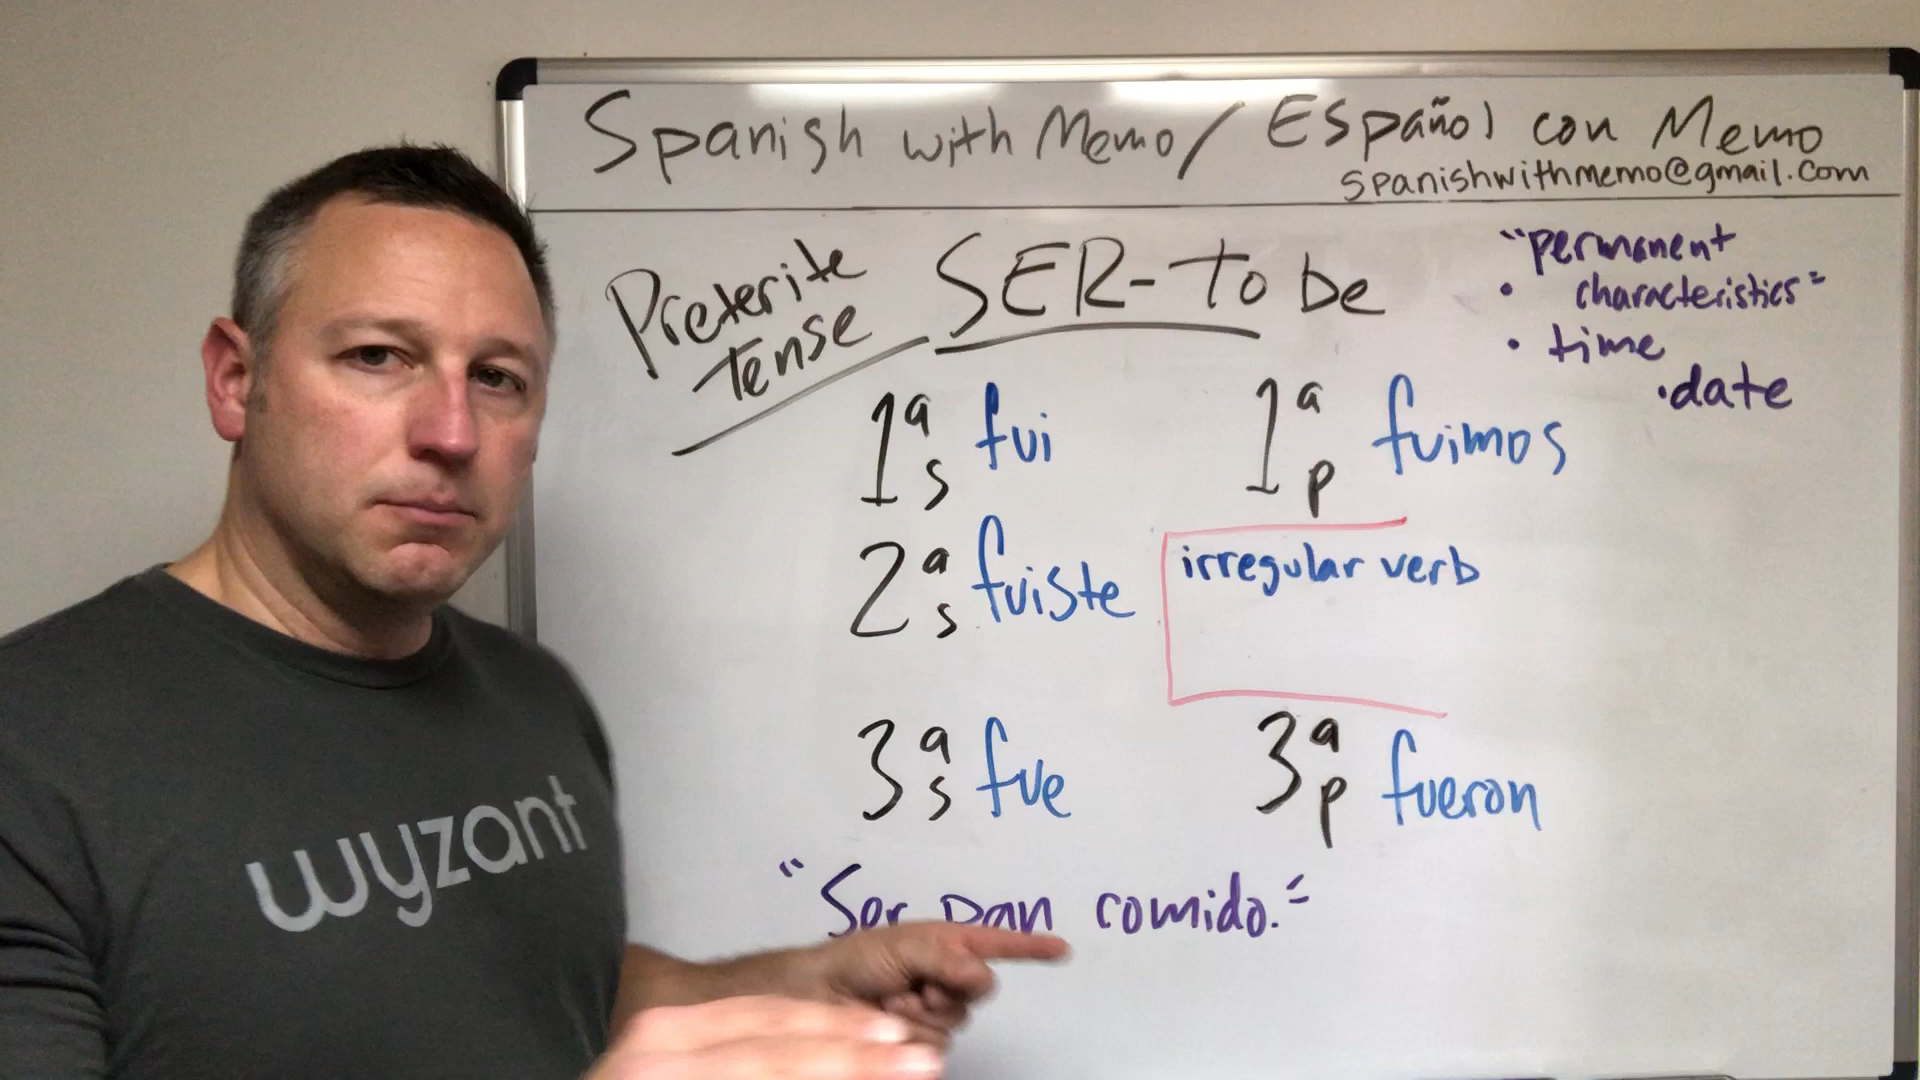 Spanish with Memo / Español con Memo
spanishwithmemo@gmail.com
Preterite
tense
SER - to be
"permanent
• characteristics"
• time
• date
1ª s fui
1ª p fuimos
2ª s fuiste
irregular verb
3ª s fue
3ª p fueron
"Ser pan comido."
wyzant